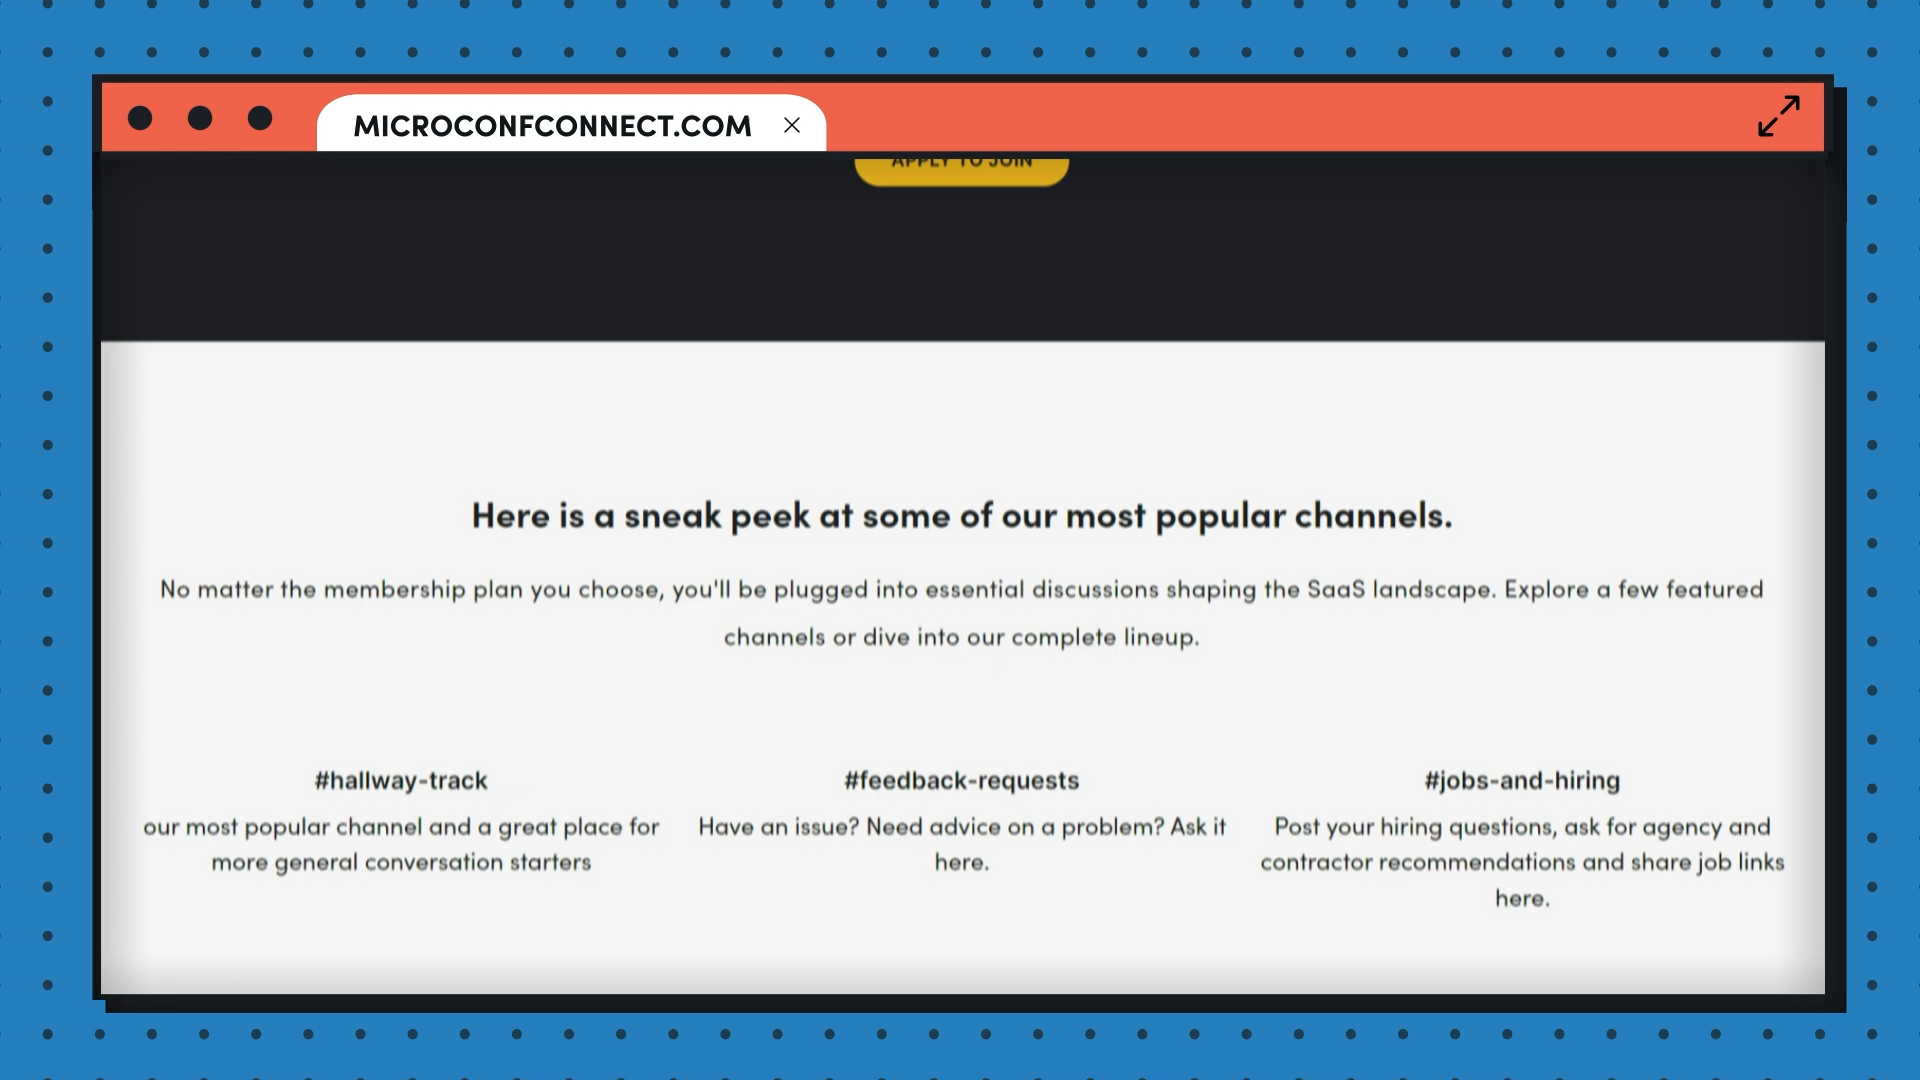 MICROCONFCONNECT.COM
APPLY TO JOIN
Here is a sneak peek at some of our most popular channels.
No matter the membership plan you choose, you'll be plugged into essential discussions shaping the SaaS landscape. Explore a few featured
channels or dive into our complete lineup.
#hallway-track
our most popular channel and a great place for
more general conversation starters
#feedback-requests
Have an issue? Need advice on a problem? Ask it
here.
#jobs-and-hiring
Post your hiring questions, ask for agency and
contractor recommendations and share job links
here.